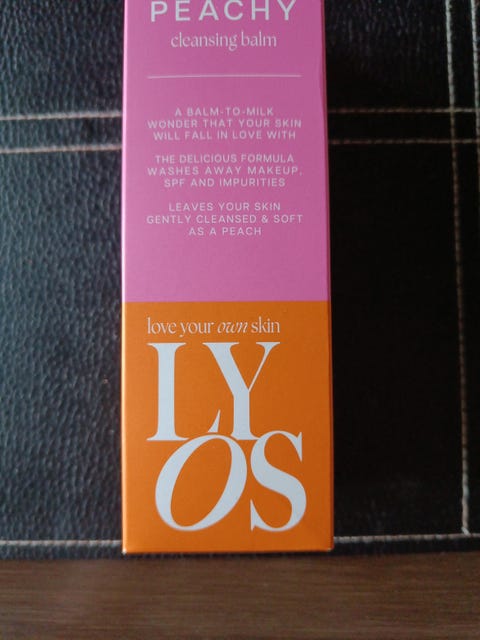 PEACHY
cleansing balm
A BALM-TO-MILK
WONDER THAT YOUR SKIN
WILL FALL IN LOVE WITH
THE DELICIOUS FORMULA
WASHES AWAY MAKEUP,
SPF AND IMPURITIES
LEAVES YOUR SKIN
GENTLY CLEANSED & SOFT
AS A PEACH
love your own skin
LY
OS